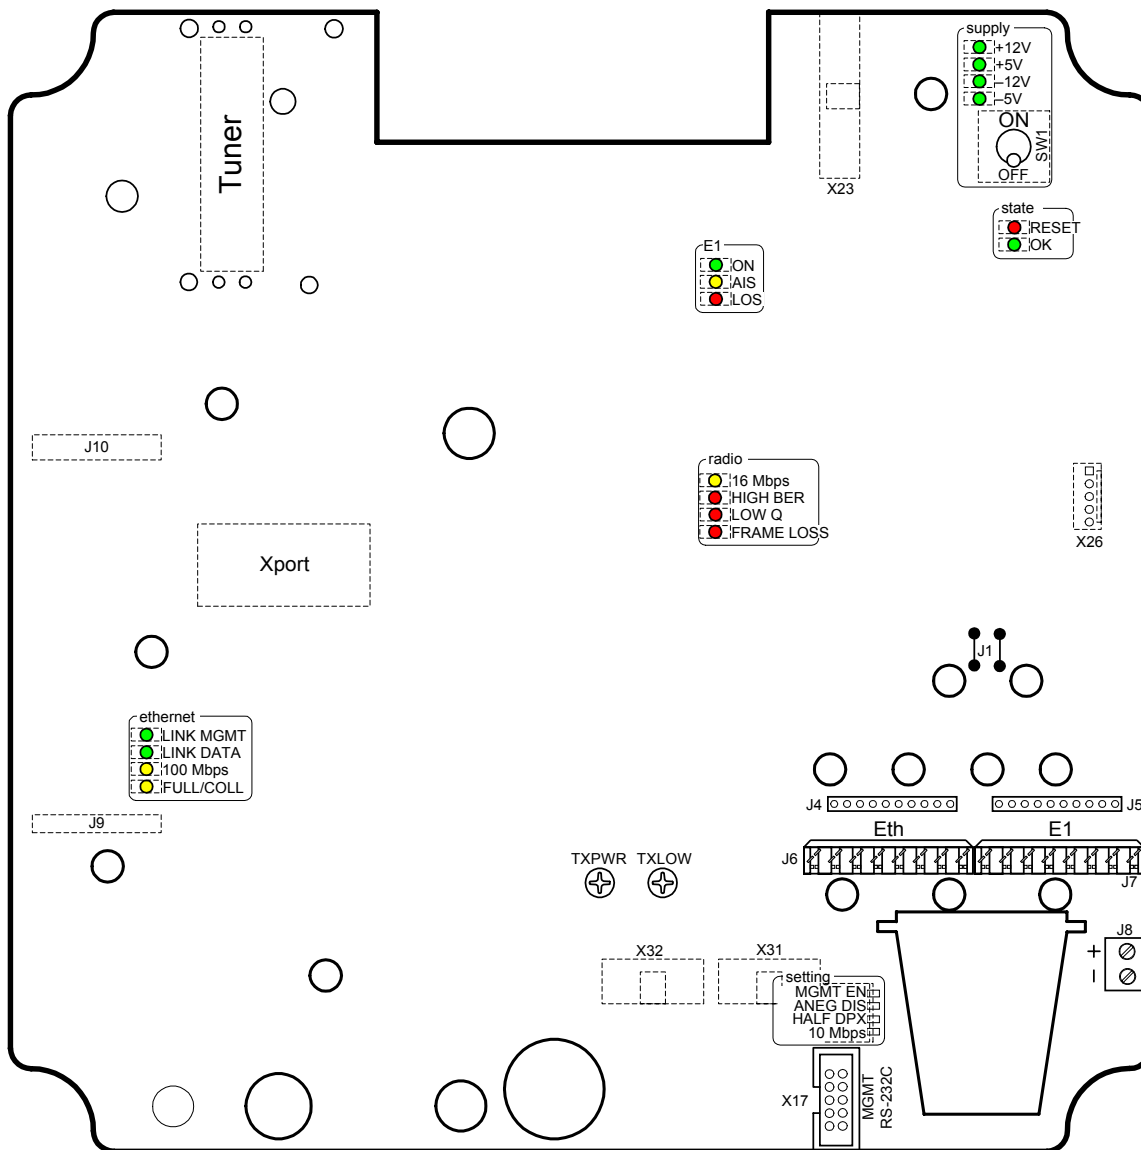 supply
+12V
+5V
–12V
–5V
ON
SW1
OFF
Tuner
X23
state
RESET
OK
E1
ON
AIS
LOS
J10
radio
16 Mbps
HIGH BER
LOW Q
FRAME LOSS
X26
Xport
J1
ethernet
LINK MGMT
LINK DATA
100 Mbps
FULL/COLL
J4
J5
J9
Eth
E1
J6
J7
TXPWR TXLOW
J8
+
–
X32
X31
setting
MGMT EN
ANEG DIS
HALF DPX
10 Mbps
X17
MGMT
RS-232C